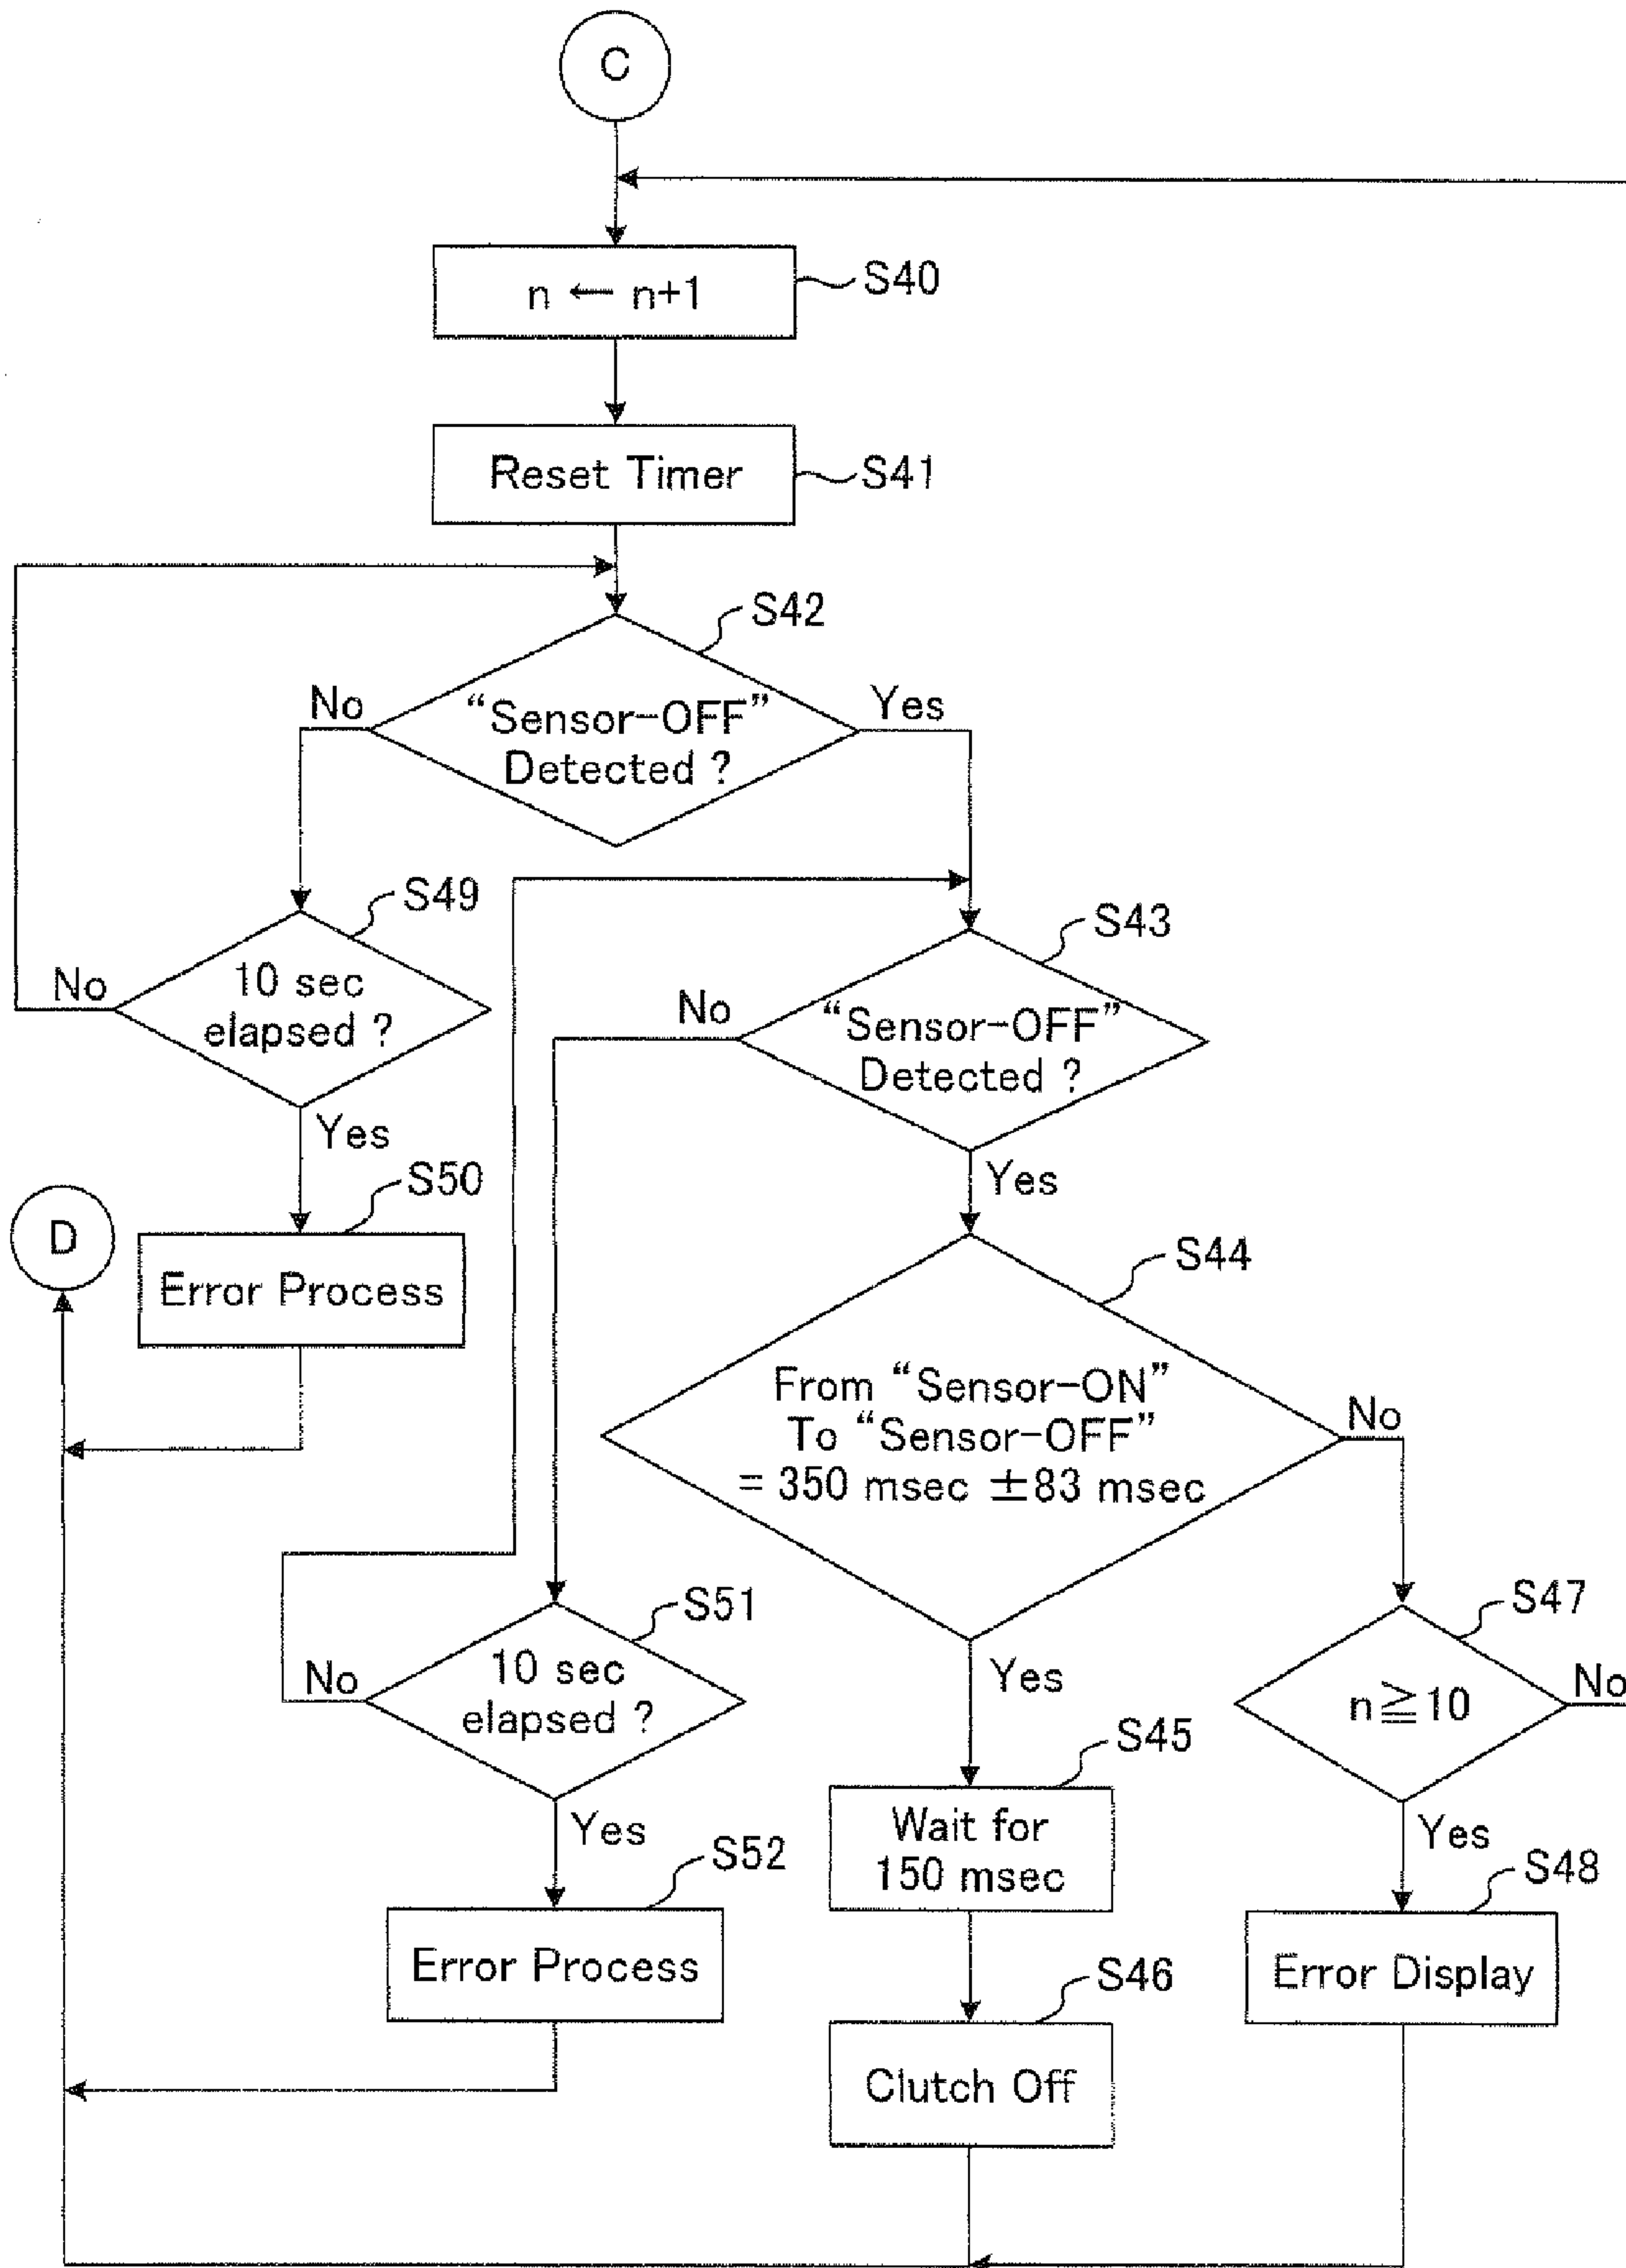 C
n ← n+1
S40
Reset Timer
S41
S42
No
“Sensor-OFF”
Detected ?
Yes
S49
No
10 sec
elapsed ?
Yes
S43
No
“Sensor-OFF”
Detected ?
Yes
D
S50
Error Process
S44
From “Sensor-ON”
To “Sensor-OFF”
= 350 msec ±83 msec
No
Yes
S51
No
10 sec
elapsed ?
Yes
S47
n≧10
No
Yes
S45
Wait for
150 msec
S52
Error Process
S48
Error Display
S46
Clutch Off